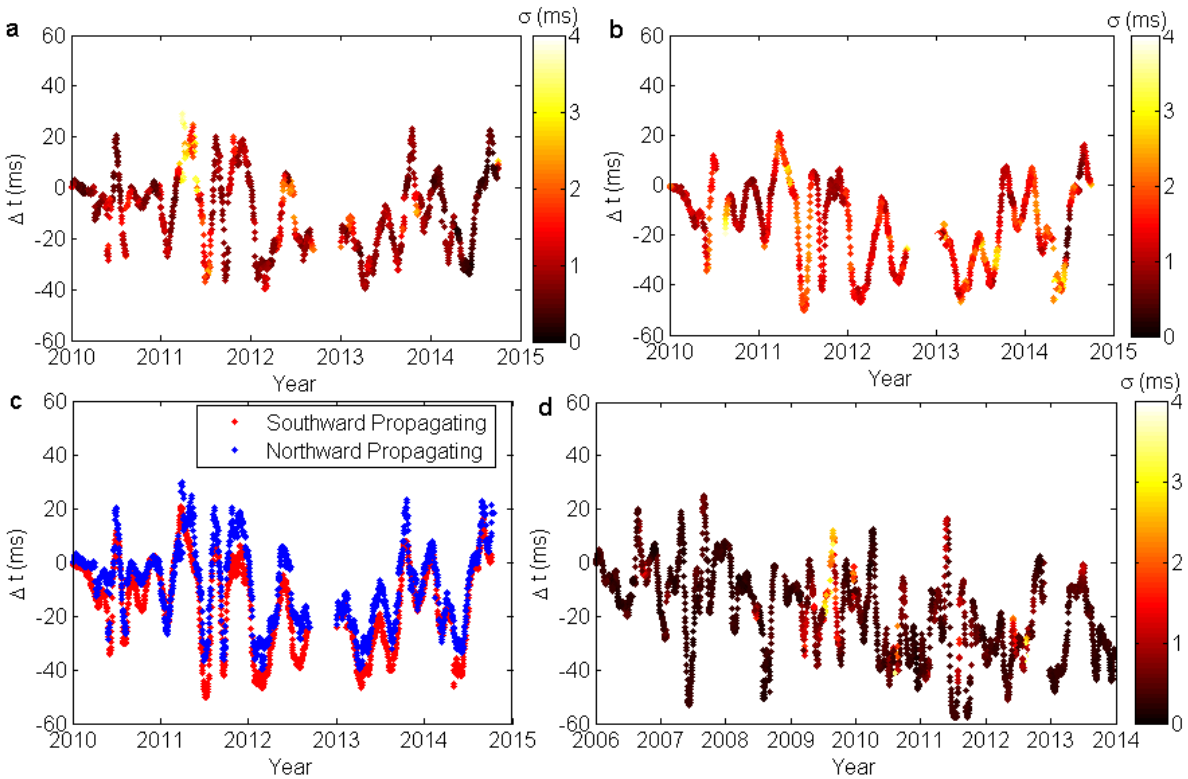 a
σ (ms)
60
40
20
0
-20
-40
-60
Δ t (ms)
2010 2011 2012 2013 2014 2015
Year
4
3
2
1
0
b
σ (ms)
60
40
20
0
-20
-40
-60
Δ t (ms)
2010 2011 2012 2013 2014 2015
Year
4
3
2
1
0
c
Southward Propagating
Northward Propagating
60
40
20
0
-20
-40
-60
Δ t (ms)
2010 2011 2012 2013 2014 2015
Year
d
σ (ms)
60
40
20
0
-20
-40
-60
Δ t (ms)
2006 2007 2008 2009 2010 2011 2012 2013 2014
Year
4
3
2
1
0